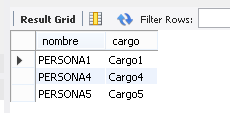 Result Grid Filter Rows:
nombre cargo
PERSONA1 Cargo1
PERSONA4 Cargo4
PERSONA5 Cargo5